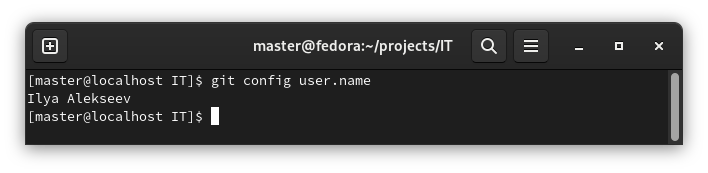 master@fedora:~/projects/IT
[master@localhost IT]$ git config user.name
Ilya Alekseev
[master@localhost IT]$